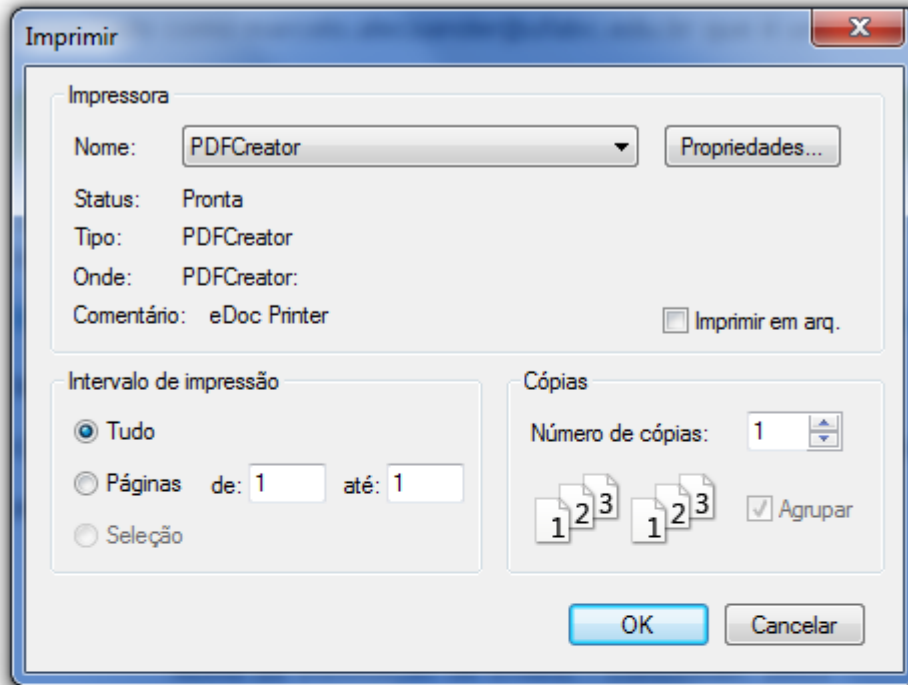 Imprimir
Impressora
Nome: PDFCreator Propriedades...
Status: Pronta
Tipo: PDFCreator
Onde: PDFCreator:
Comentário: eDoc Printer
Imprimir em arq.
Intervalo de impressão
Tudo
Páginas de: 1 até: 1
Seleção
Cópias
Número de cópias: 1
1 2 3 1 2 3
Agrupar
OK Cancelar